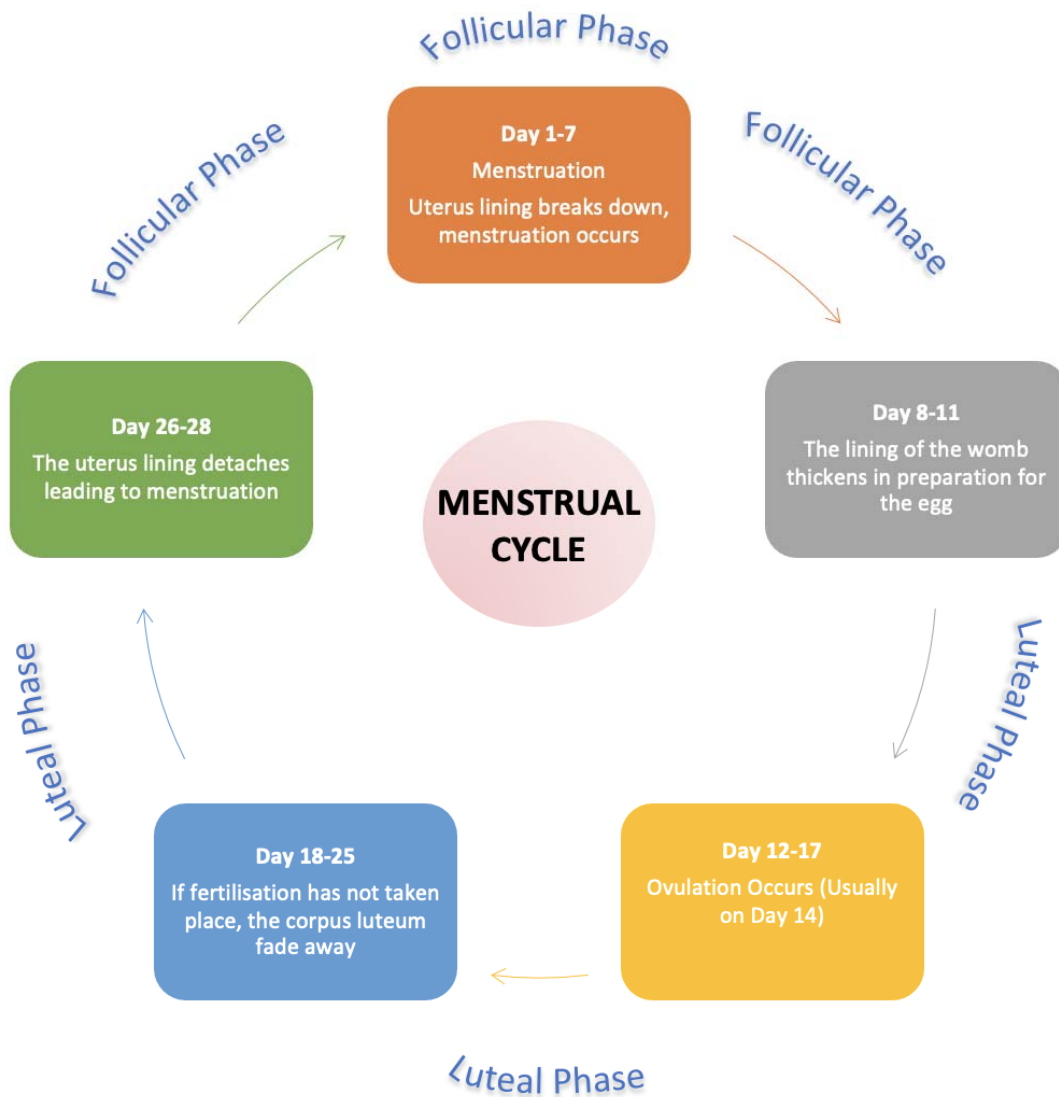 Follicular Phase
Follicular Phase
Follicular Phase
Day 1-7
Menstruation
Uterus lining breaks down,
menstruation occurs
Day 26-28
The uterus lining detaches
leading to menstruation
MENSTRUAL
CYCLE
Day 8-11
The lining of the womb
thickens in preparation for
the egg
Luteal Phase
Luteal Phase
Day 18-25
If fertilisation has not taken
place, the corpus luteum
fade away
Day 12-17
Ovulation Occurs (Usually
on Day 14)
Luteal Phase